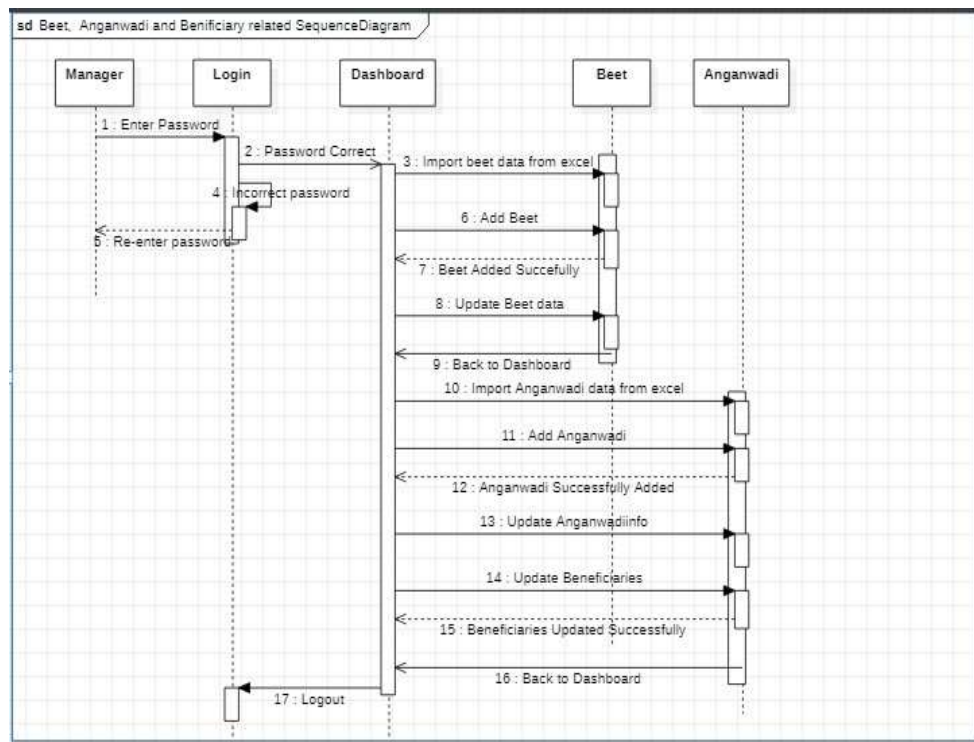 sd Beet, Anganwadi and Benificiary related SequenceDiagram
Manager
Login
Dashboard
Beet
Anganwadi
1 : Enter Password
2 : Password Correct
3 : Import beet data from excel
4 : Incorrect password
5 : Re-enter password
6 : Add Beet
7 : Beet Added Succefully
8 : Update Beet data
9 : Back to Dashboard
10 : Import Anganwadi data from excel
11 : Add Anganwadi
12 : Anganwadi Successfully Added
13 : Update Anganwadiinfo
14 : Update Beneficiaries
15 : Beneficiaries Updated Successfully
16 : Back to Dashboard
17 : Logout